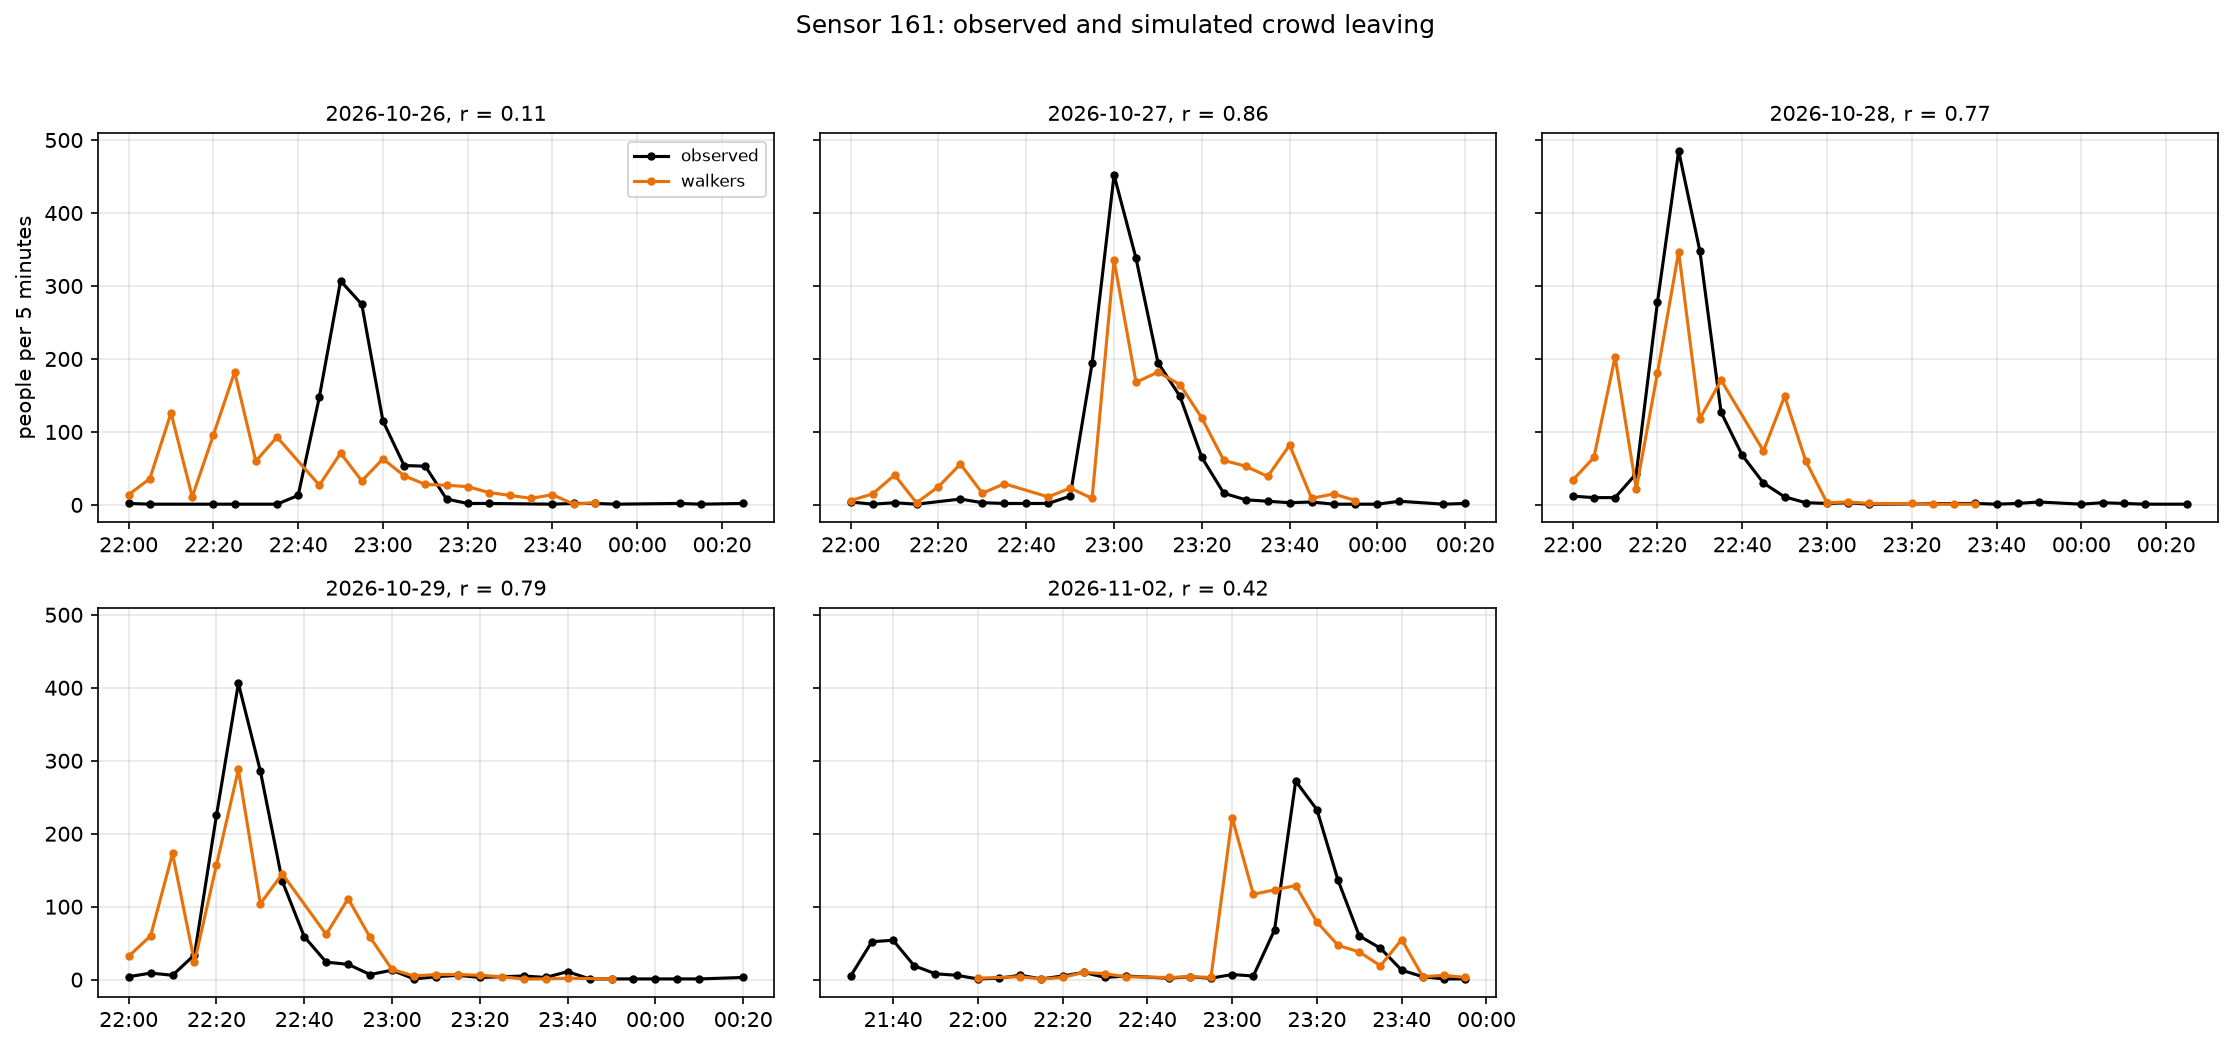 Sensor 161: observed and simulated crowd leaving
2026-10-26, r = 0.11
2026-10-27, r = 0.86
2026-10-28, r = 0.77
people per 5 minutes
500
400
300
200
100
0
observed
walkers
22:00 22:20 22:40 23:00 23:20 23:40 00:00 00:20
22:00 22:20 22:40 23:00 23:20 23:40 00:00 00:20
22:00 22:20 22:40 23:00 23:20 23:40 00:00 00:20
2026-10-29, r = 0.79
2026-11-02, r = 0.42
500
400
300
200
100
0
22:00 22:20 22:40 23:00 23:20 23:40 00:00 00:20
21:40 22:00 22:20 22:40 23:00 23:20 23:40 00:00